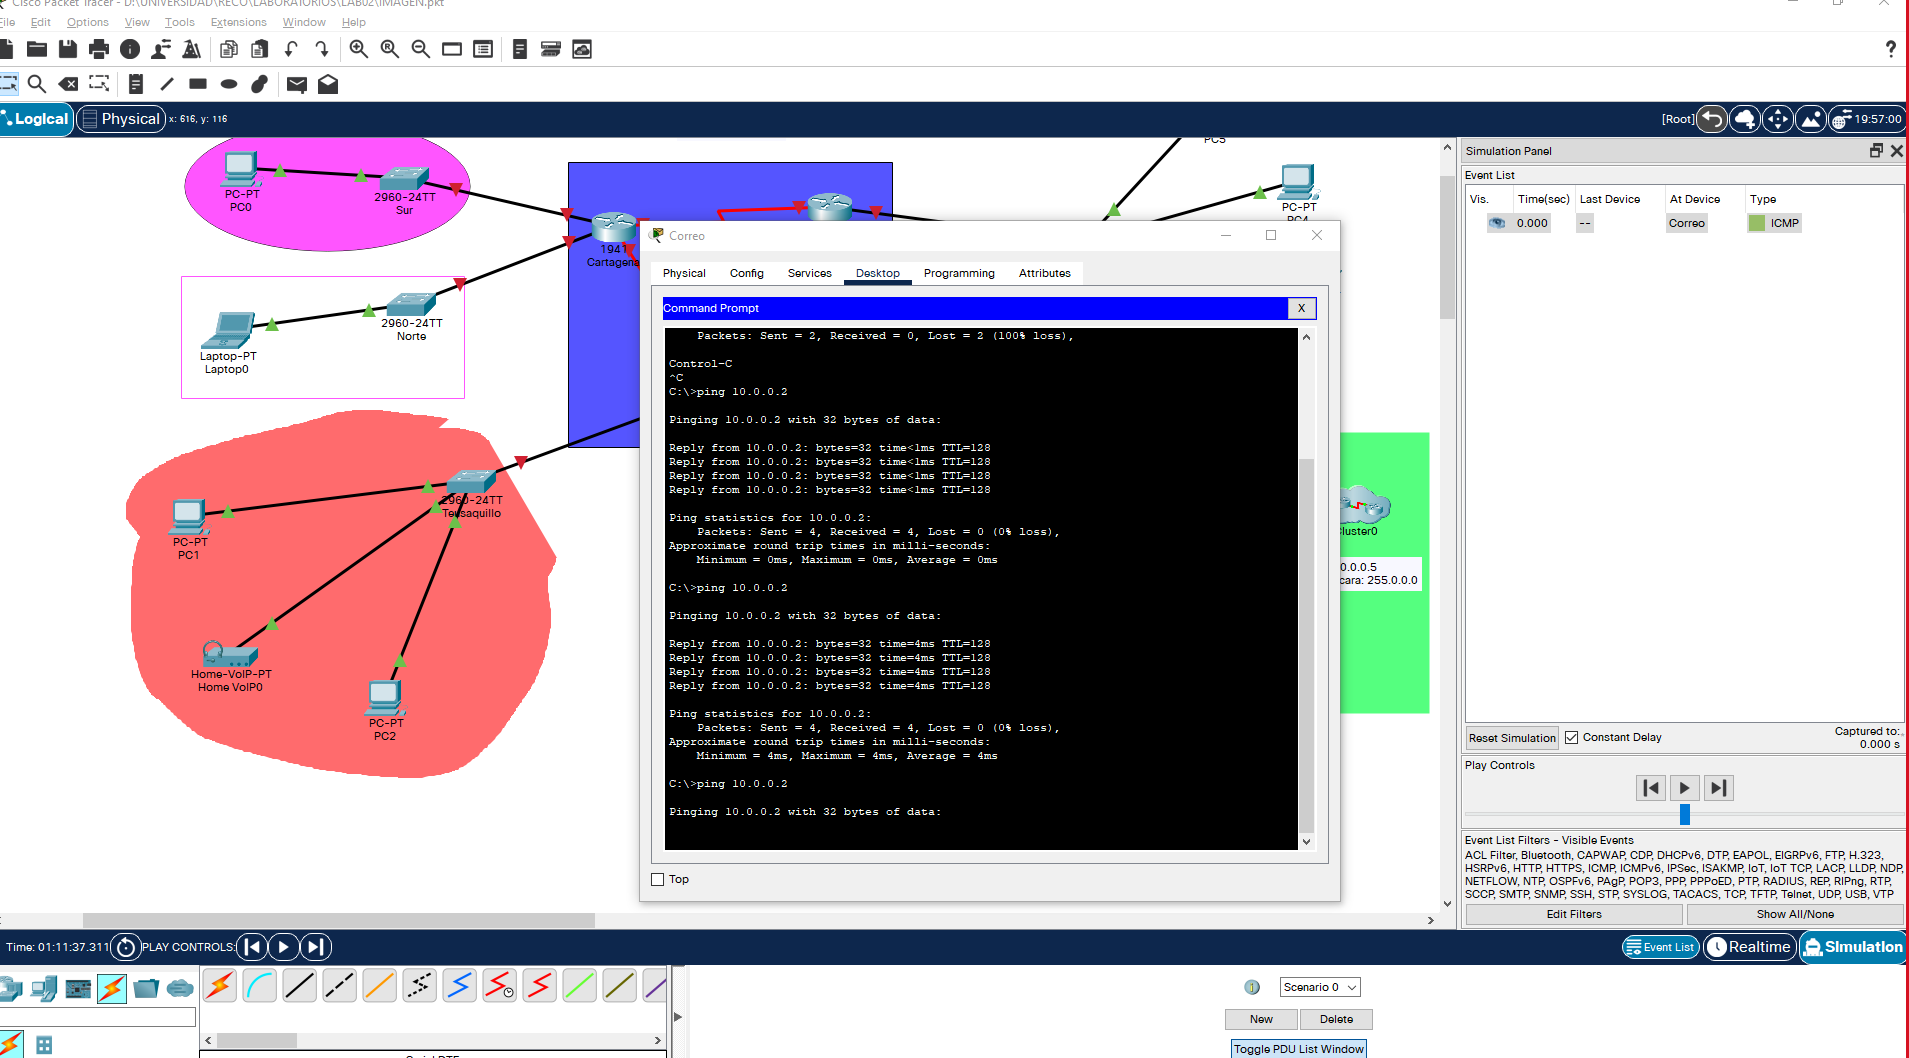 Cisco Packet Tracer - D:\UNIVERSIDAD\RECO\LABORATORIOS\LAB02\IMAGEN.pkt
File Edit Options View Tools Extensions Window Help
?
Logical Physical x: 616, y: 116
[Root] 19:57:00
PC-PT
PC0
2960-24TT
Sur
1941
Cartagena
PC5
PC-PT
PC4
Laptop-PT
Laptop0
2960-24TT
Norte
PC-PT
PC1
2960-24TT
Teusaquillo
Home-VoIP-PT
Home VoIP0
PC-PT
PC2
Cluster0
0.0.0.5
cara: 255.0.0.0
Correo
Physical Config Services Desktop Programming Attributes
Command Prompt X
Packets: Sent = 2, Received = 0, Lost = 2 (100% loss),
Control-C
^C
C:\>ping 10.0.0.2
Pinging 10.0.0.2 with 32 bytes of data:
Reply from 10.0.0.2: bytes=32 time<1ms TTL=128
Reply from 10.0.0.2: bytes=32 time<1ms TTL=128
Reply from 10.0.0.2: bytes=32 time<1ms TTL=128
Reply from 10.0.0.2: bytes=32 time<1ms TTL=128
Ping statistics for 10.0.0.2:
Packets: Sent = 4, Received = 4, Lost = 0 (0% loss),
Approximate round trip times in milli-seconds:
Minimum = 0ms, Maximum = 0ms, Average = 0ms
C:\>ping 10.0.0.2
Pinging 10.0.0.2 with 32 bytes of data:
Reply from 10.0.0.2: bytes=32 time=4ms TTL=128
Reply from 10.0.0.2: bytes=32 time=4ms TTL=128
Reply from 10.0.0.2: bytes=32 time=4ms TTL=128
Reply from 10.0.0.2: bytes=32 time=4ms TTL=128
Ping statistics for 10.0.0.2:
Packets: Sent = 4, Received = 4, Lost = 0 (0% loss),
Approximate round trip times in milli-seconds:
Minimum = 4ms, Maximum = 4ms, Average = 4ms
C:\>ping 10.0.0.2
Pinging 10.0.0.2 with 32 bytes of data:
Top
Simulation Panel
Event List
Vis. Time(sec) Last Device At Device Type
0.000 -- Correo ICMP
Reset Simulation Constant Delay Captured to:
0.000 s
Play Controls
Event List Filters - Visible Events
ACL Filter, Bluetooth, CAPWAP, CDP, DHCPv6, DTP, EAPOL, EIGRPv6, FTP, H.323,
HSRPv6, HTTP, HTTPS, ICMP, ICMPv6, IPSec, ISAKMP, IoT, IoT TCP, LACP, LLDP, NDP,
NETFLOW, NTP, OSPFv6, PAgP, POP3, PPP, PPPoED, PTP, RADIUS, REP, RIPng, RTP,
SCCP, SMTP, SNMP, SSH, STP, SYSLOG, TACACS, TCP, TFTP, Telnet, UDP, USB, VTP
Edit Filters Show All/None
Time: 01:11:37.311 PLAY CONTROLS:
Event List Realtime Simulation
Scenario 0
New Delete
Toggle PDU List Window